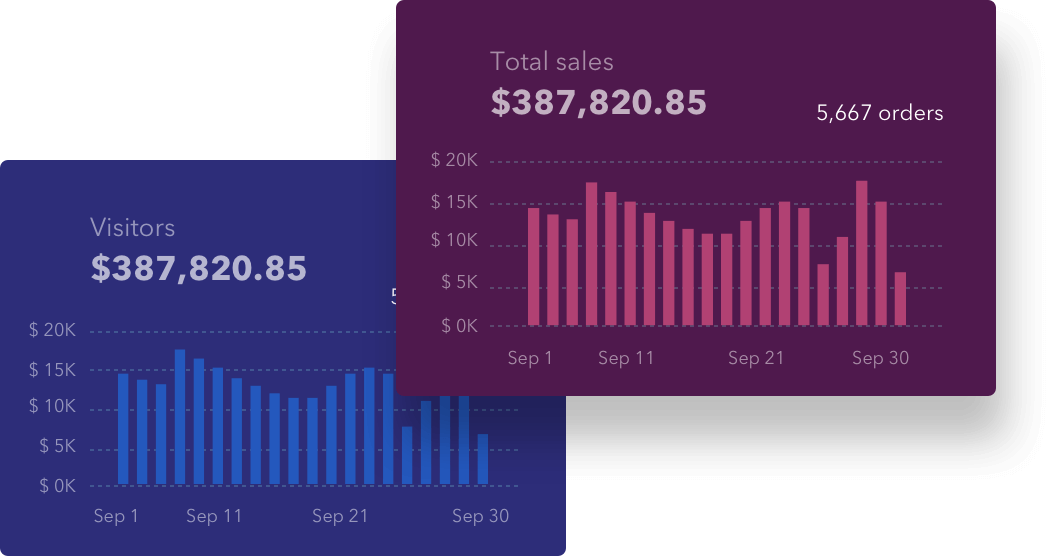 Total sales
$387,820.85
5,667 orders
$ 20K
$ 15K
$ 10K
$ 5K
$ 0K
Sep 1 Sep 11 Sep 21 Sep 30
Visitors
$387,820.85
$ 20K
$ 15K
$ 10K
$ 5K
$ 0K
Sep 1 Sep 11 Sep 21 Sep 30